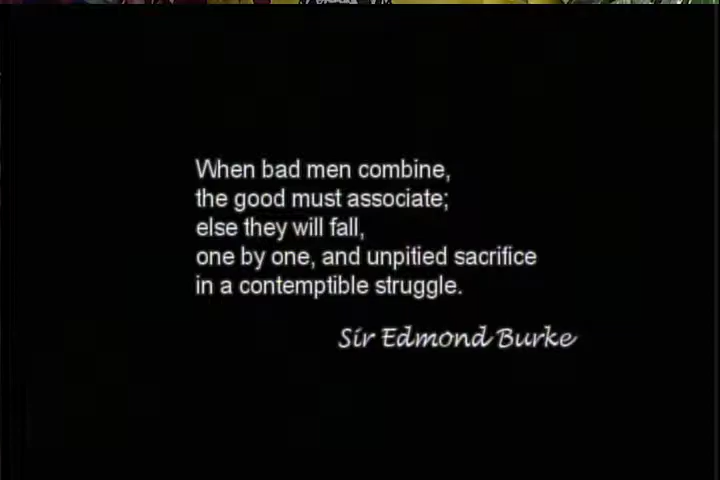 When bad men combine,
the good must associate;
else they will fall,
one by one, and unpitied sacrifice
in a contemptible struggle.
Sir Edmond Burke